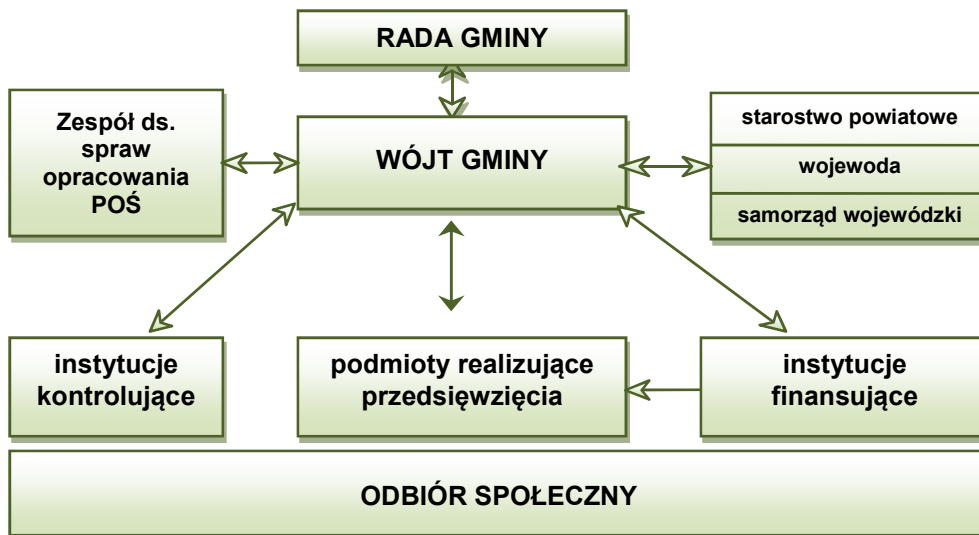 RADA GMINY
Zespół ds.
spraw
opracowania
POŚ
WÓJT GMINY
starostwo powiatowe
wojewoda
samorząd wojewódzki
instytucje
kontrolujące
podmioty realizujące
przedsięwzięcia
instytucje
finansujące
ODBIÓR SPOŁECZNY